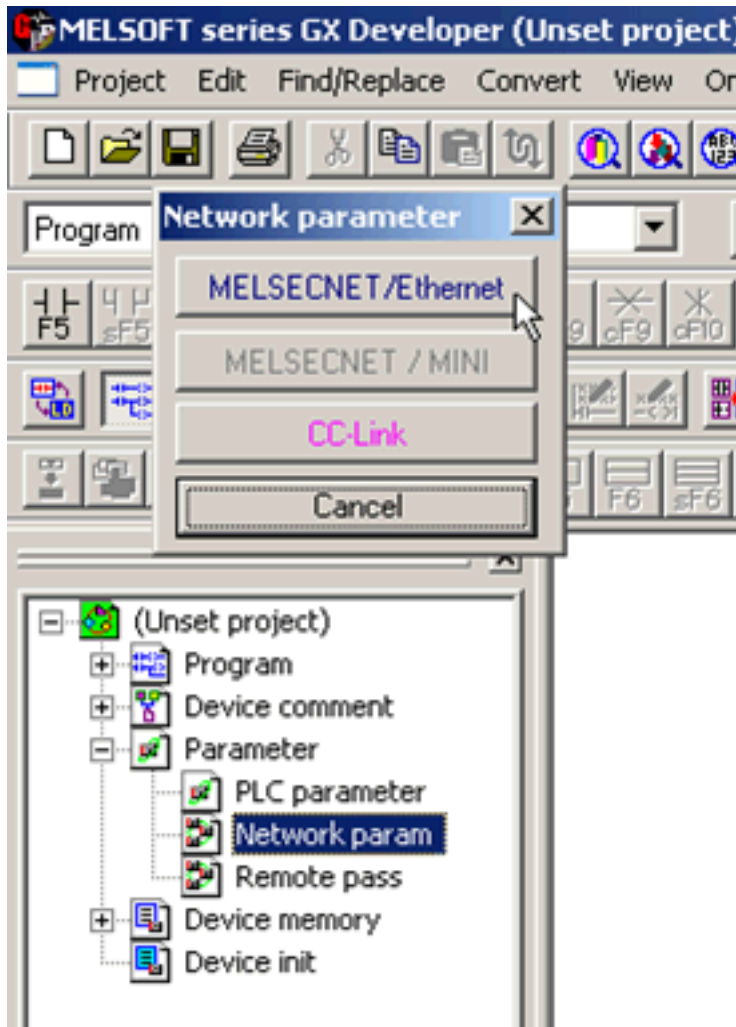 MELSOFT series GX Developer (Unset project)
Project Edit Find/Replace Convert View
Program
Network parameter
MELSECNET/Ethernet
MELSECNET / MINI
CC-Link
Cancel
F5 sF5 9 cF9 cF10
LD
F6 sF6
(Unset project)
Program
Device comment
Parameter
PLC parameter
Network param
Remote pass
Device memory
Device init